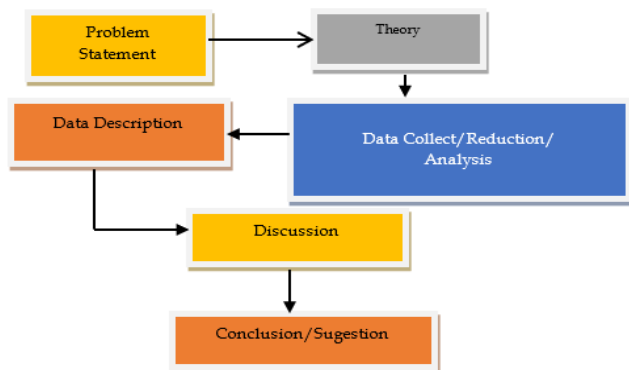 Problem
Statement
Theory
Data Description
Data Collect/Reduction/
Analysis
Discussion
Conclusion/Sugestion